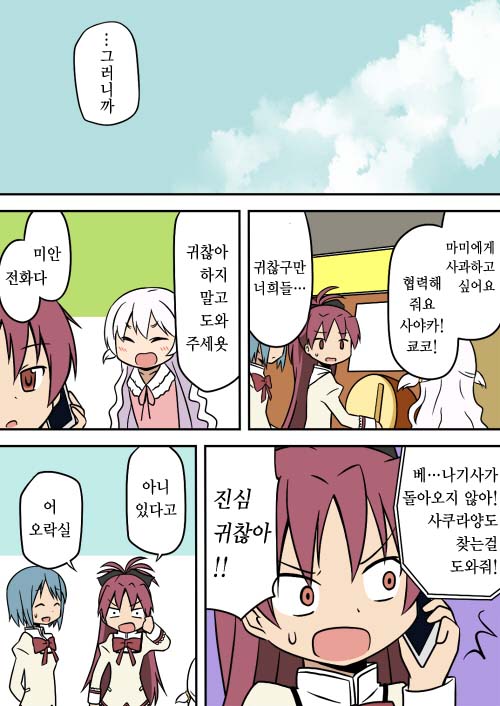 …그러니까
마미에게
사과하고
싶어요
협력해
줘요
사야카!
쿄코!
귀찮구만
너희들…
귀찮아
하지
말고
도와
주세욧
미안
전화다
베…나기사가
돌아오지 않아!
사쿠라양도
찾는걸
도와줘!
진심
귀찮아
!!
아니
있다고
어
오락실